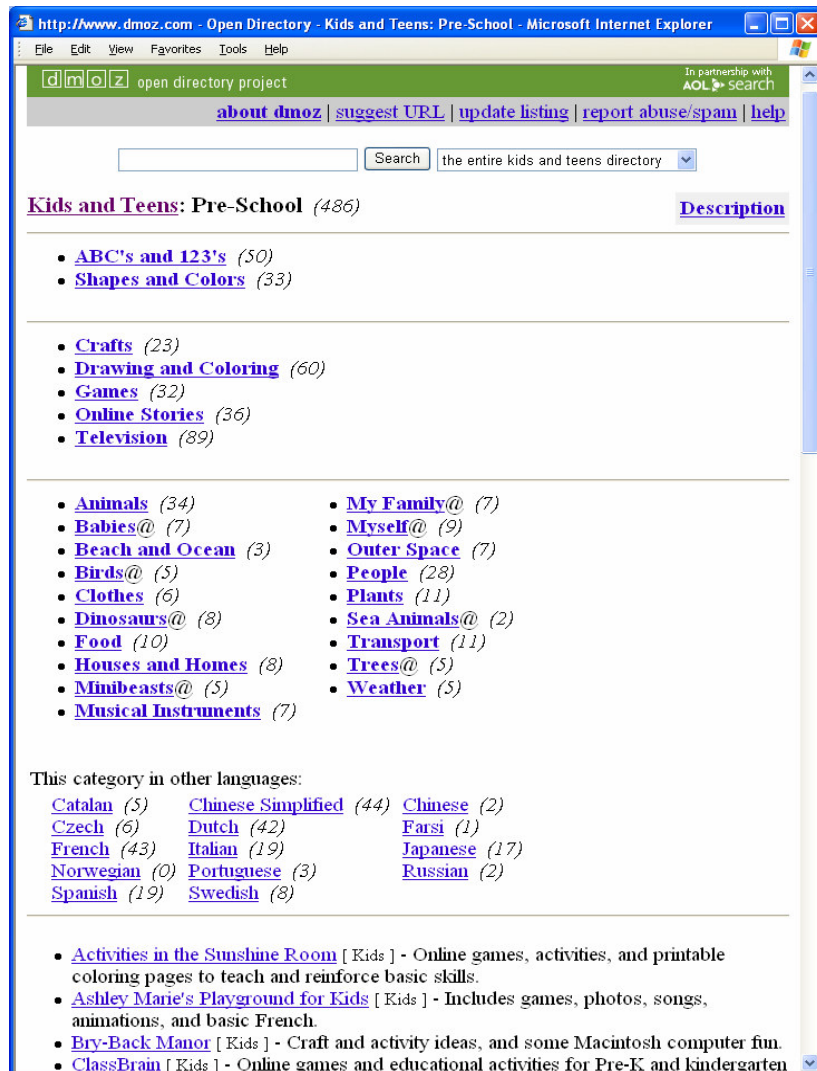 http://www.dmoz.com - Open Directory - Kids and Teens: Pre-School - Microsoft Internet Explorer
File Edit View Favorites Tools Help
dmoz open directory project
In partnership with
AOL search
about dmoz | suggest URL | update listing | report abuse/spam | help
Search the entire kids and teens directory
Kids and Teens: Pre-School (486) Description
• ABC's and 123's (50)
• Shapes and Colors (33)
• Crafts (23)
• Drawing and Coloring (60)
• Games (32)
• Online Stories (36)
• Television (89)
• Animals (34) • My Family@ (7)
• Babies@ (7) • Myself@ (9)
• Beach and Ocean (3) • Outer Space (7)
• Birds@ (5) • People (28)
• Clothes (6) • Plants (11)
• Dinosaurs@ (8) • Sea Animals@ (2)
• Food (10) • Transport (11)
• Houses and Homes (8) • Trees@ (5)
• Minibeasts@ (5) • Weather (5)
• Musical Instruments (7)
This category in other languages:
Catalan (5) Chinese Simplified (44) Chinese (2)
Czech (6) Dutch (42) Farsi (1)
French (43) Italian (19) Japanese (17)
Norwegian (0) Portuguese (3) Russian (2)
Spanish (19) Swedish (8)
• Activities in the Sunshine Room [ Kids ] - Online games, activities, and printable
coloring pages to teach and reinforce basic skills.
• Ashley Marie's Playground for Kids [ Kids ] - Includes games, photos, songs,
animations, and basic French.
• Bry-Back Manor [ Kids ] - Craft and activity ideas, and some Macintosh computer fun.
• ClassBrain [ Kids ] - Online games and educational activities for Pre-K and kindergarten